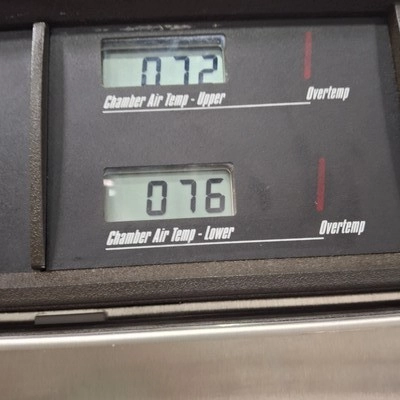 072
Chamber Air Temp - Upper
Overtemp
076
Chamber Air Temp - Lower
Overtemp